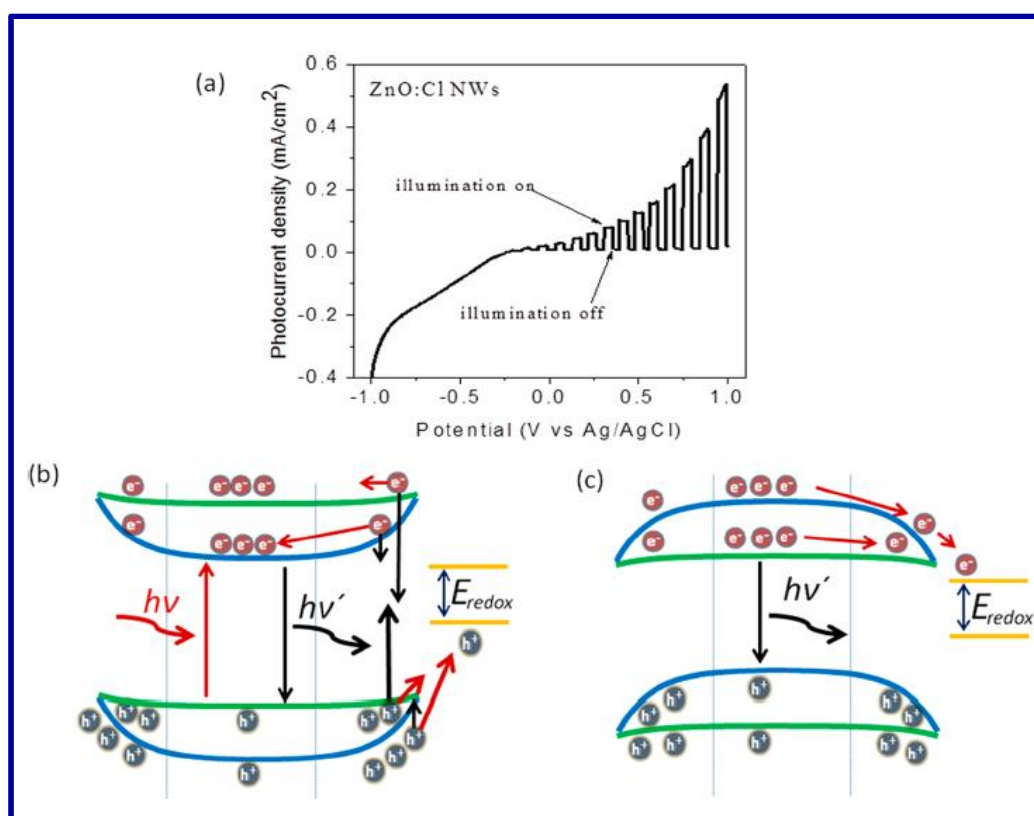 (a)
ZnO:Cl NWs
Photocurrent density (mA/cm²)
0.6
0.4
0.2
0.0
-0.2
-0.4
illumination on
illumination off
-1.0 -0.5 0.0 0.5 1.0
Potential (V vs Ag/AgCl)
(b)
e⁻ e⁻ e⁻ e⁻ e⁻
e⁻ e⁻ e⁻ e⁻ e⁻
hν
hν´
E redox
h⁺
h⁺ h⁺ h⁺ h⁺ h⁺ h⁺
h⁺ h⁺ h⁺ h⁺ h⁺ h⁺ h⁺
(c)
e⁻ e⁻ e⁻ e⁻ e⁻
e⁻ e⁻ e⁻ e⁻ e⁻ e⁻
hν´
E redox
h⁺ h⁺ h⁺ h⁺ h⁺
h⁺ h⁺ h⁺ h⁺ h⁺ h⁺